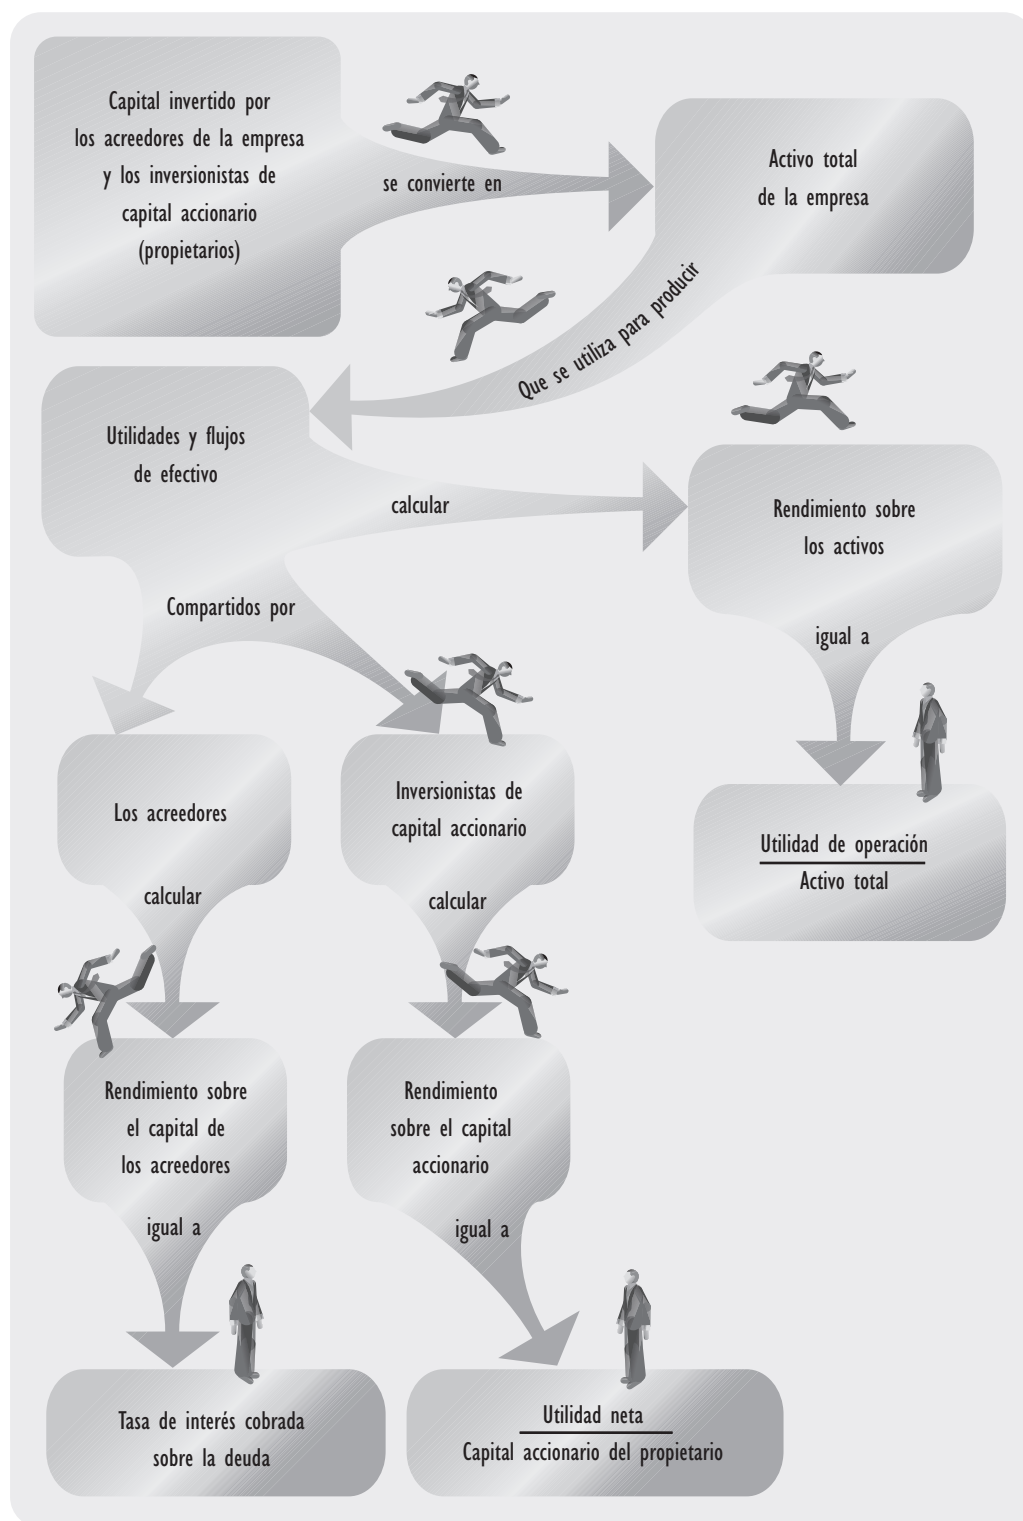 Capital invertido por
los acreedores de la empresa
y los inversionistas de
capital accionario
(propietarios)
se convierte en
Activo total
de la empresa
Que se utiliza para producir
Utilidades y flujos
de efectivo
calcular
Rendimiento sobre
los activos
igual a
Utilidad de operación
Activo total
Compartidos por
Los acreedores
calcular
Rendimiento sobre
el capital de
los acreedores
igual a
Tasa de interés cobrada
sobre la deuda
Inversionistas de
capital accionario
calcular
Rendimiento
sobre el capital
accionario
igual a
Utilidad neta
Capital accionario del propietario